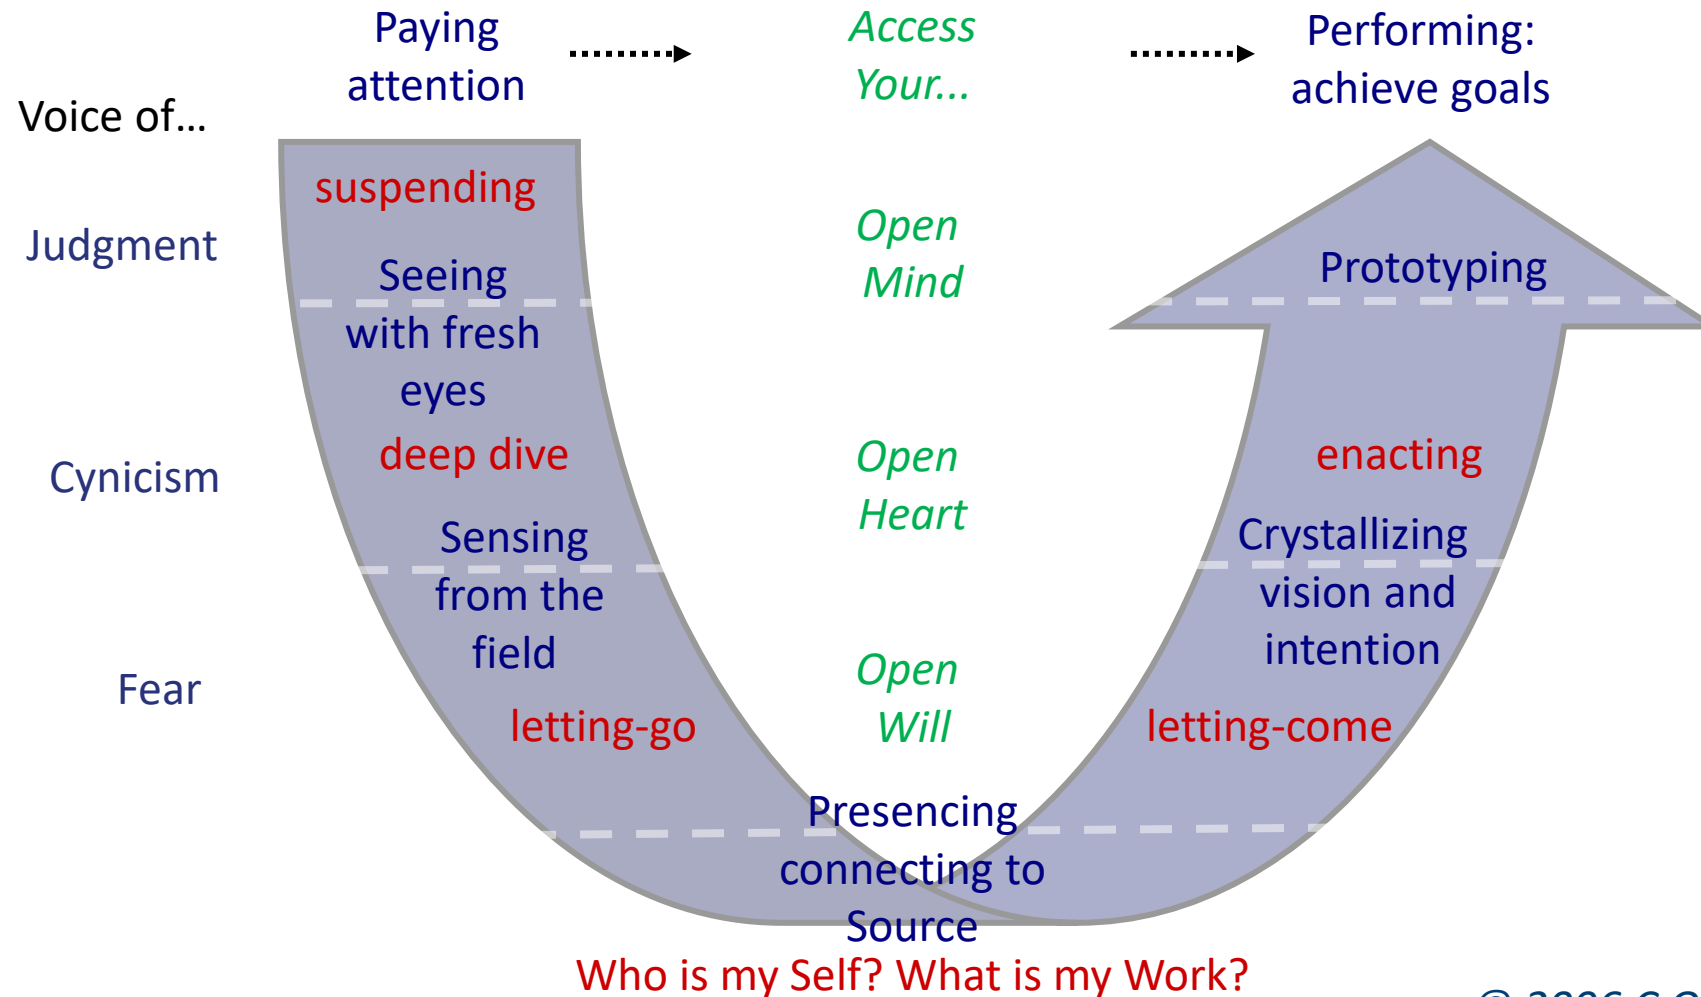 Paying
attention
Access
Your...
Performing:
achieve goals
Voice of...
suspending
Judgment
Seeing
with fresh
eyes
Open
Mind
Prototyping
Cynicism
deep dive
Open
Heart
enacting
Sensing
from the
field
Crystallizing
vision and
intention
Fear
letting-go
Open
Will
letting-come
Presencing
connecting to
Source
Who is my Self? What is my Work?